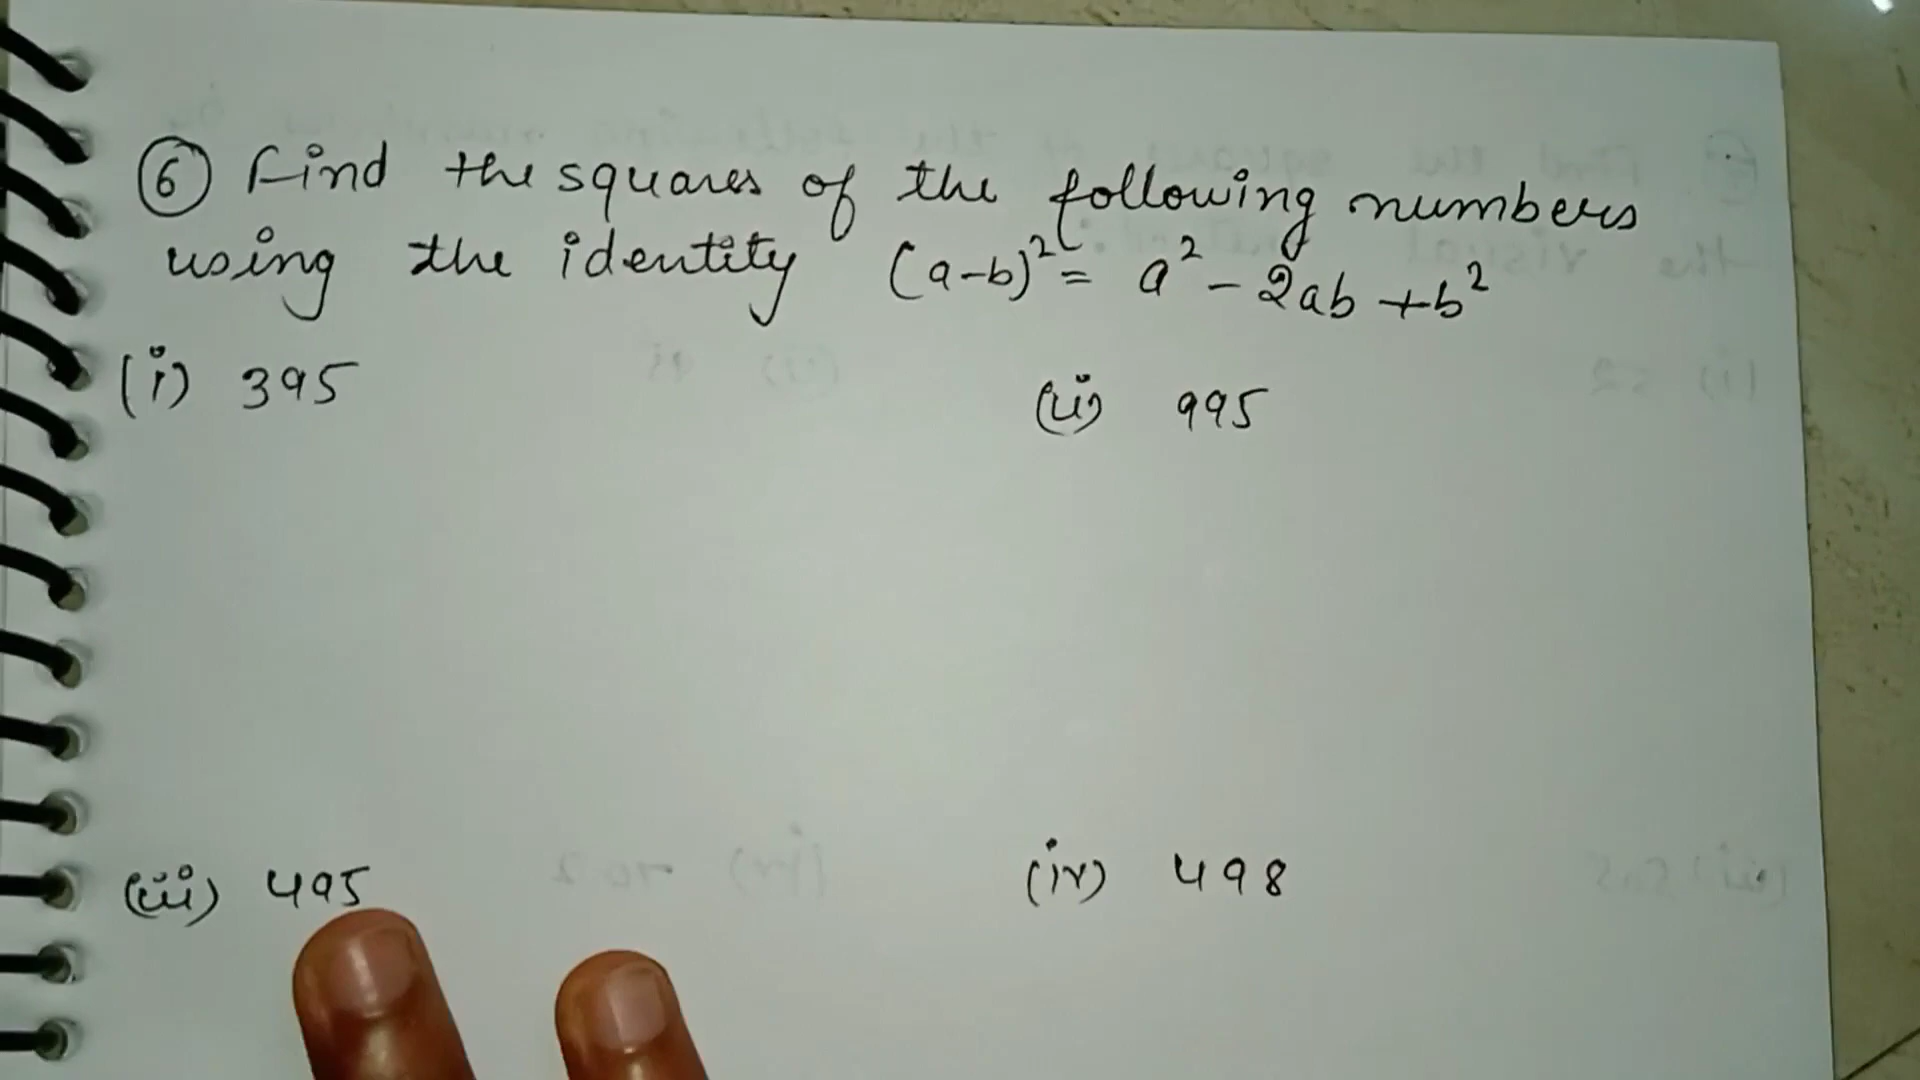 6 Find the squares of the following numbers
using the identity (a-b)² = a² - 2ab + b²
(i) 395
(ii) 995
(iii) 495
(iv) 498